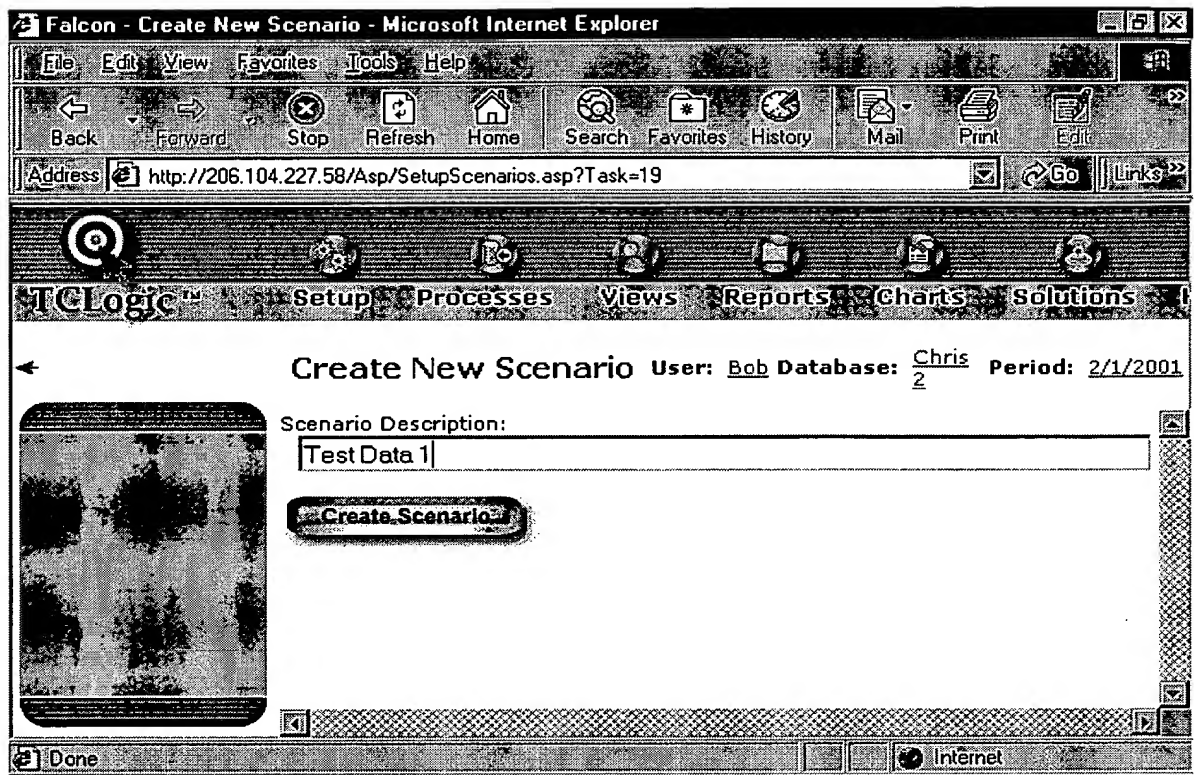 Falcon - Create New Scenario - Microsoft Internet Explorer
File Edit View Favorites Tools Help
Back Forward Stop Refresh Home Search Favorites History Mail Print Edit
Address http://206.104.227.58/Asp/SetupScenarios.asp?Task=19 Go Links
TCLogic™ Setup Processes Views Reports Charts Solutions
Create New Scenario User: Bob Database: Chris 2 Period: 2/1/2001
Scenario Description:
Test Data 1
Create Scenario
Done Internet